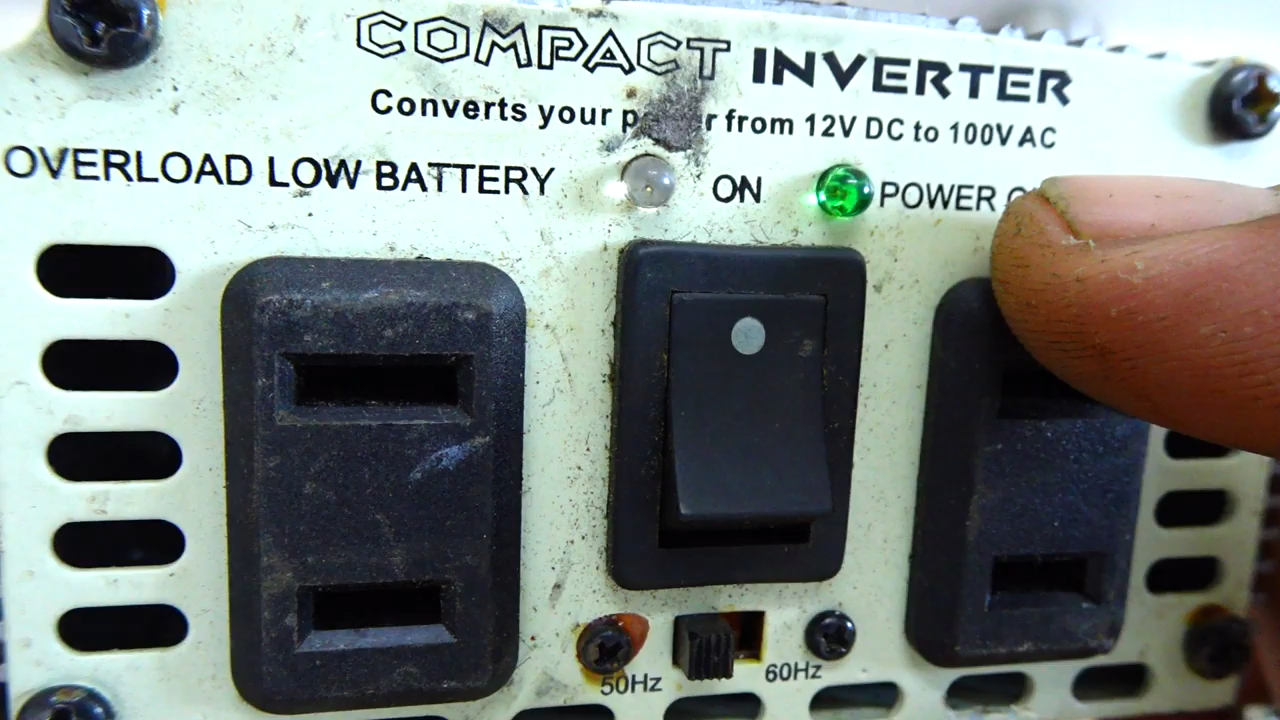 COMPACT INVERTER
Converts your from 12V DC to 100V AC
OVERLOAD LOW BATTERY ON POWER
50Hz 60Hz